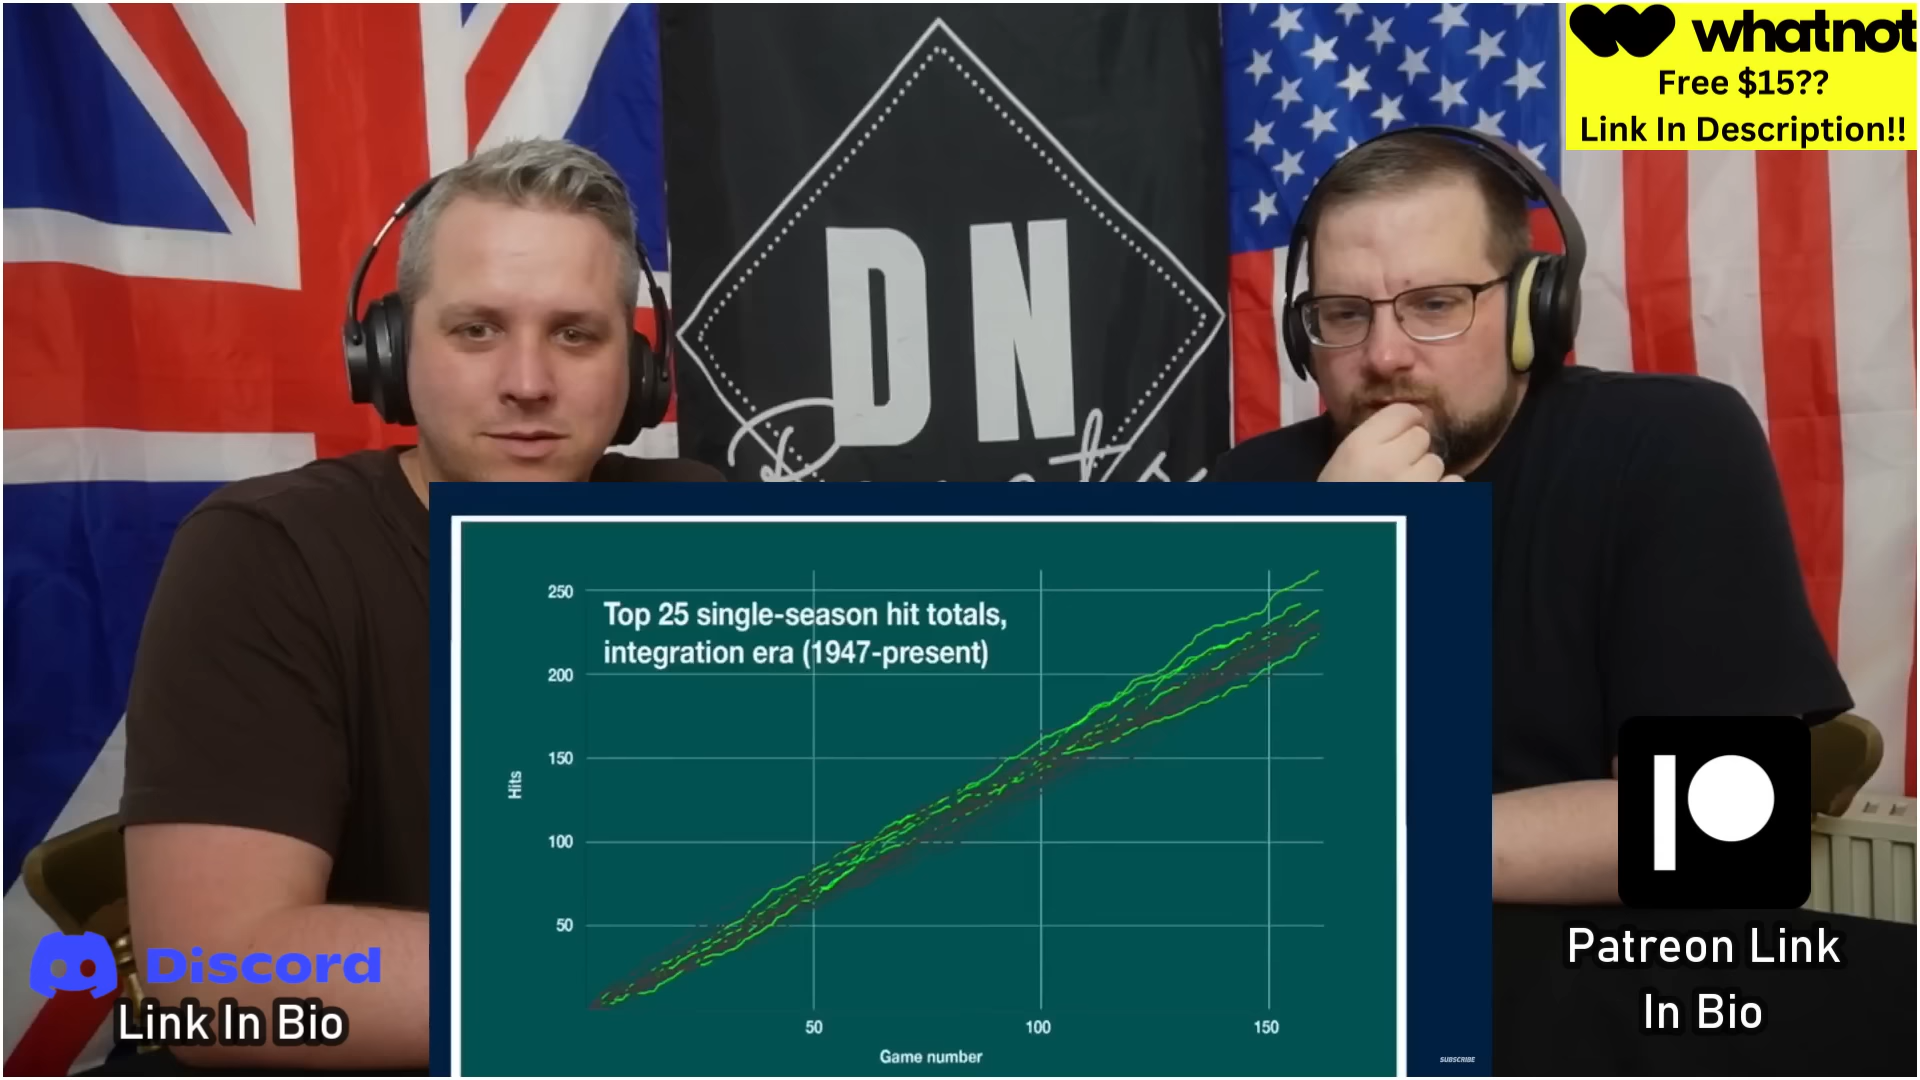 whatnot
Free $15??
Link In Description!!
DN
Top 25 single-season hit totals,
integration era (1947-present)
250
200
150
100
50
Hits
50
100
150
Game number
SUBSCRIBE
Discord
Link In Bio
Patreon Link
In Bio